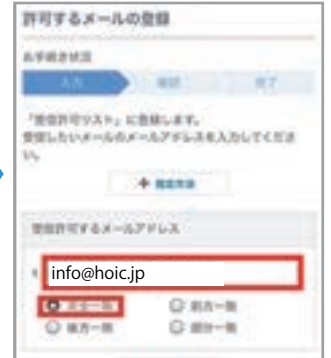 許可するメールの登録
お手続き状況
入力 確認 完了
「受信許可リスト」に登録します。
受信したいメールのメールアドレスを入力してくださ
い。
+ 指定方法
受信許可するメールアドレス
info@hoic.jp
完全一致 前方一致
後方一致 部分一致